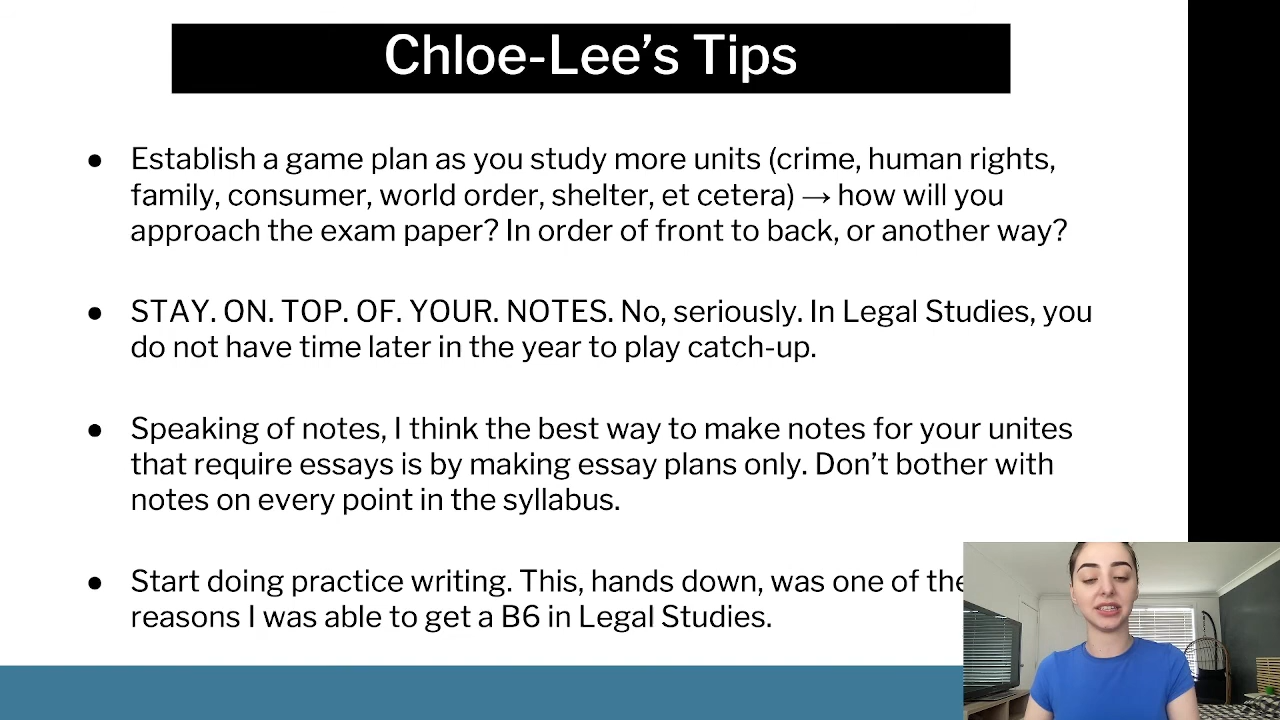 Chloe-Lee's Tips
● Establish a game plan as you study more units (crime, human rights,
family, consumer, world order, shelter, et cetera) → how will you
approach the exam paper? In order of front to back, or another way?
● STAY. ON. TOP. OF. YOUR. NOTES. No, seriously. In Legal Studies, you
do not have time later in the year to play catch-up.
● Speaking of notes, I think the best way to make notes for your unites
that require essays is by making essay plans only. Don't bother with
notes on every point in the syllabus.
● Start doing practice writing. This, hands down, was one of the
reasons I was able to get a B6 in Legal Studies.